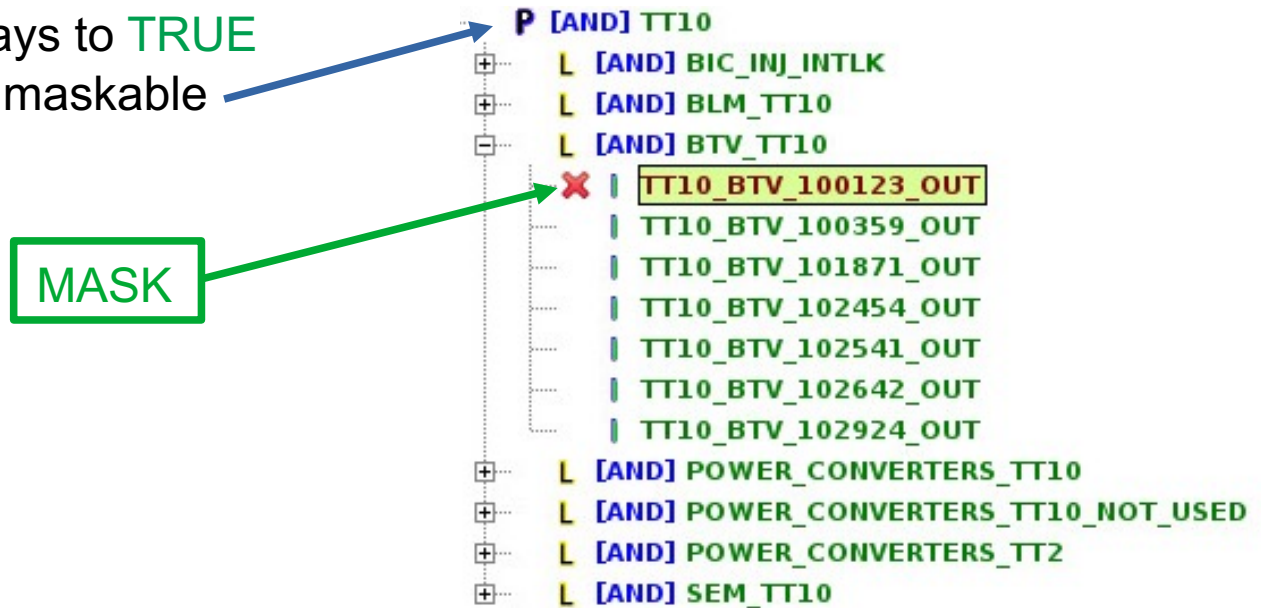 ays to TRUE
maskable
MASK
P [AND] TT10
L [AND] BIC_INJ_INTLK
L [AND] BLM_TT10
L [AND] BTV_TT10
TT10_BTV_100123_OUT
TT10_BTV_100359_OUT
TT10_BTV_101871_OUT
TT10_BTV_102454_OUT
TT10_BTV_102541_OUT
TT10_BTV_102642_OUT
TT10_BTV_102924_OUT
L [AND] POWER_CONVERTERS_TT10
L [AND] POWER_CONVERTERS_TT10_NOT_USED
L [AND] POWER_CONVERTERS_TT2
L [AND] SEM_TT10